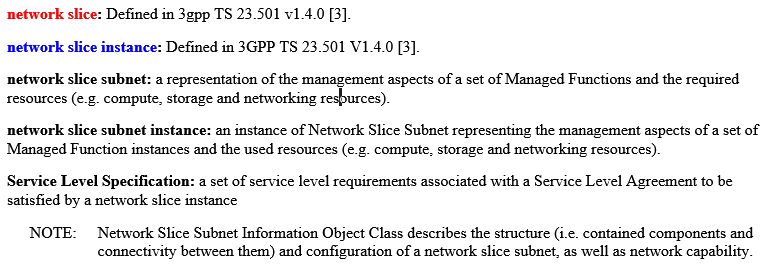 network slice: Defined in 3gpp TS 23.501 v1.4.0 [3].
network slice instance: Defined in 3GPP TS 23.501 V1.4.0 [3].
network slice subnet: a representation of the management aspects of a set of Managed Functions and the required
resources (e.g. compute, storage and networking resources).
network slice subnet instance: an instance of Network Slice Subnet representing the management aspects of a set of
Managed Function instances and the used resources (e.g. compute, storage and networking resources).
Service Level Specification: a set of service level requirements associated with a Service Level Agreement to be
satisfied by a network slice instance
NOTE: Network Slice Subnet Information Object Class describes the structure (i.e. contained components and
connectivity between them) and configuration of a network slice subnet, as well as network capability.